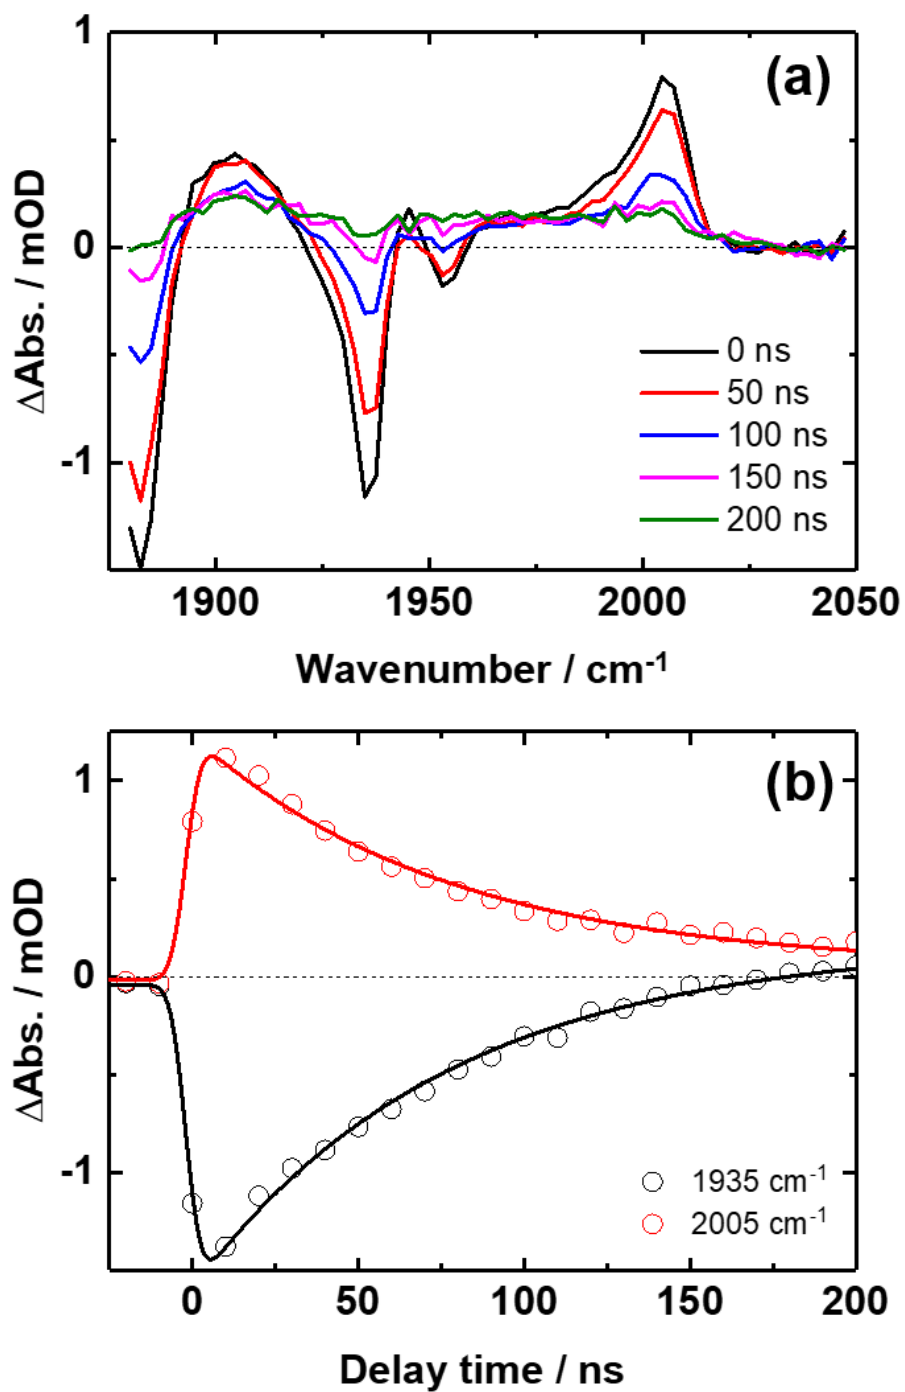 (a)
1
0
-1
ΔAbs. / mOD
0 ns
50 ns
100 ns
150 ns
200 ns
1900 1950 2000 2050
Wavenumber / cm-1
(b)
1
0
-1
ΔAbs. / mOD
1935 cm-1
2005 cm-1
0 50 100 150 200
Delay time / ns